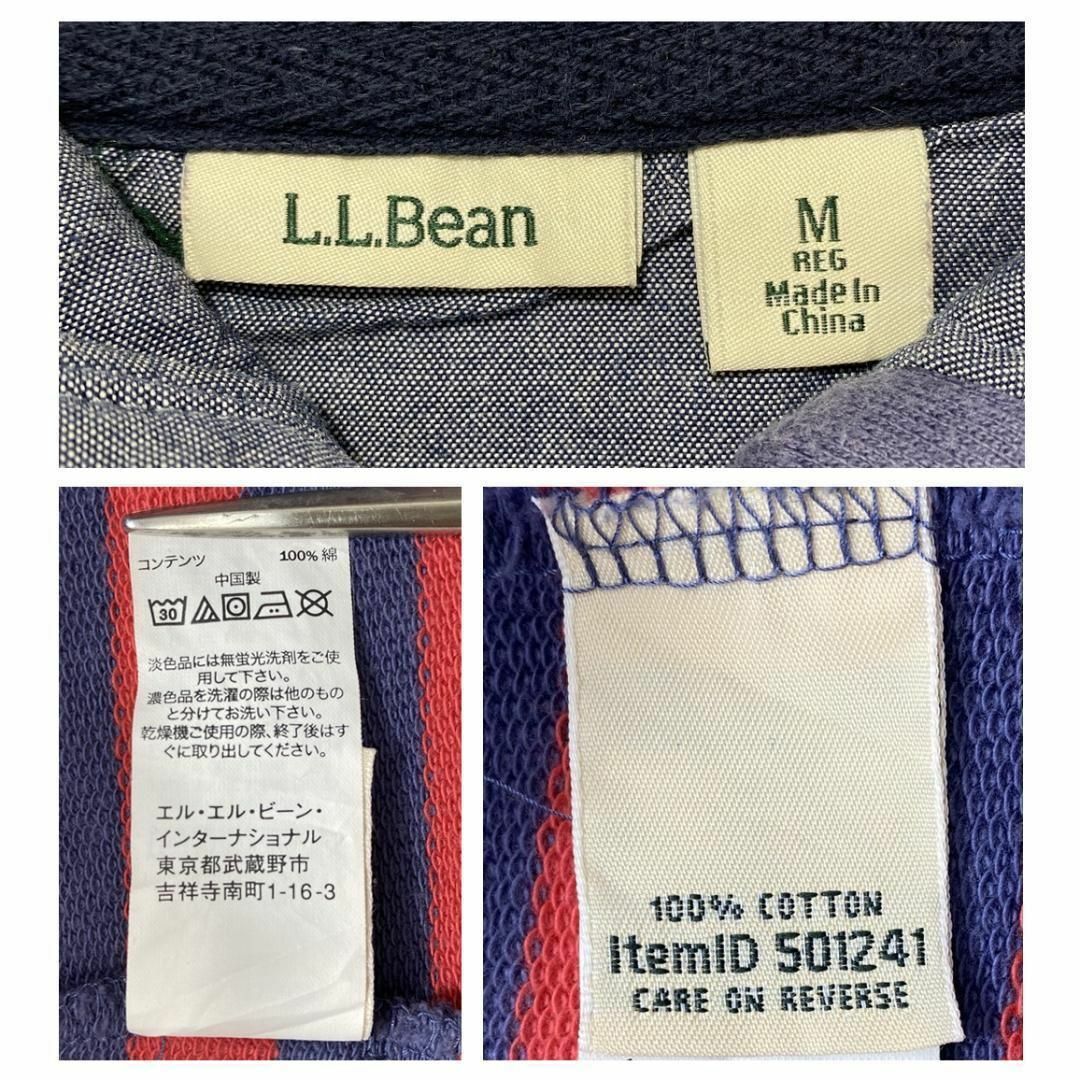 L.L.Bean
M
REG
Made In
China
コンテンツ 100% 綿
中国製
30
淡色品には無蛍光洗剤をご使
用して下さい。
濃色品を洗濯の際は他のもの
と分けてお洗い下さい。
乾燥機ご使用の際、終了後はす
ぐに取り出してください。
エル・エル・ビーン・
インターナショナル
東京都武蔵野市
吉祥寺南町1-16-3
100% COTTON
ItemID 501241
CARE ON REVERSE